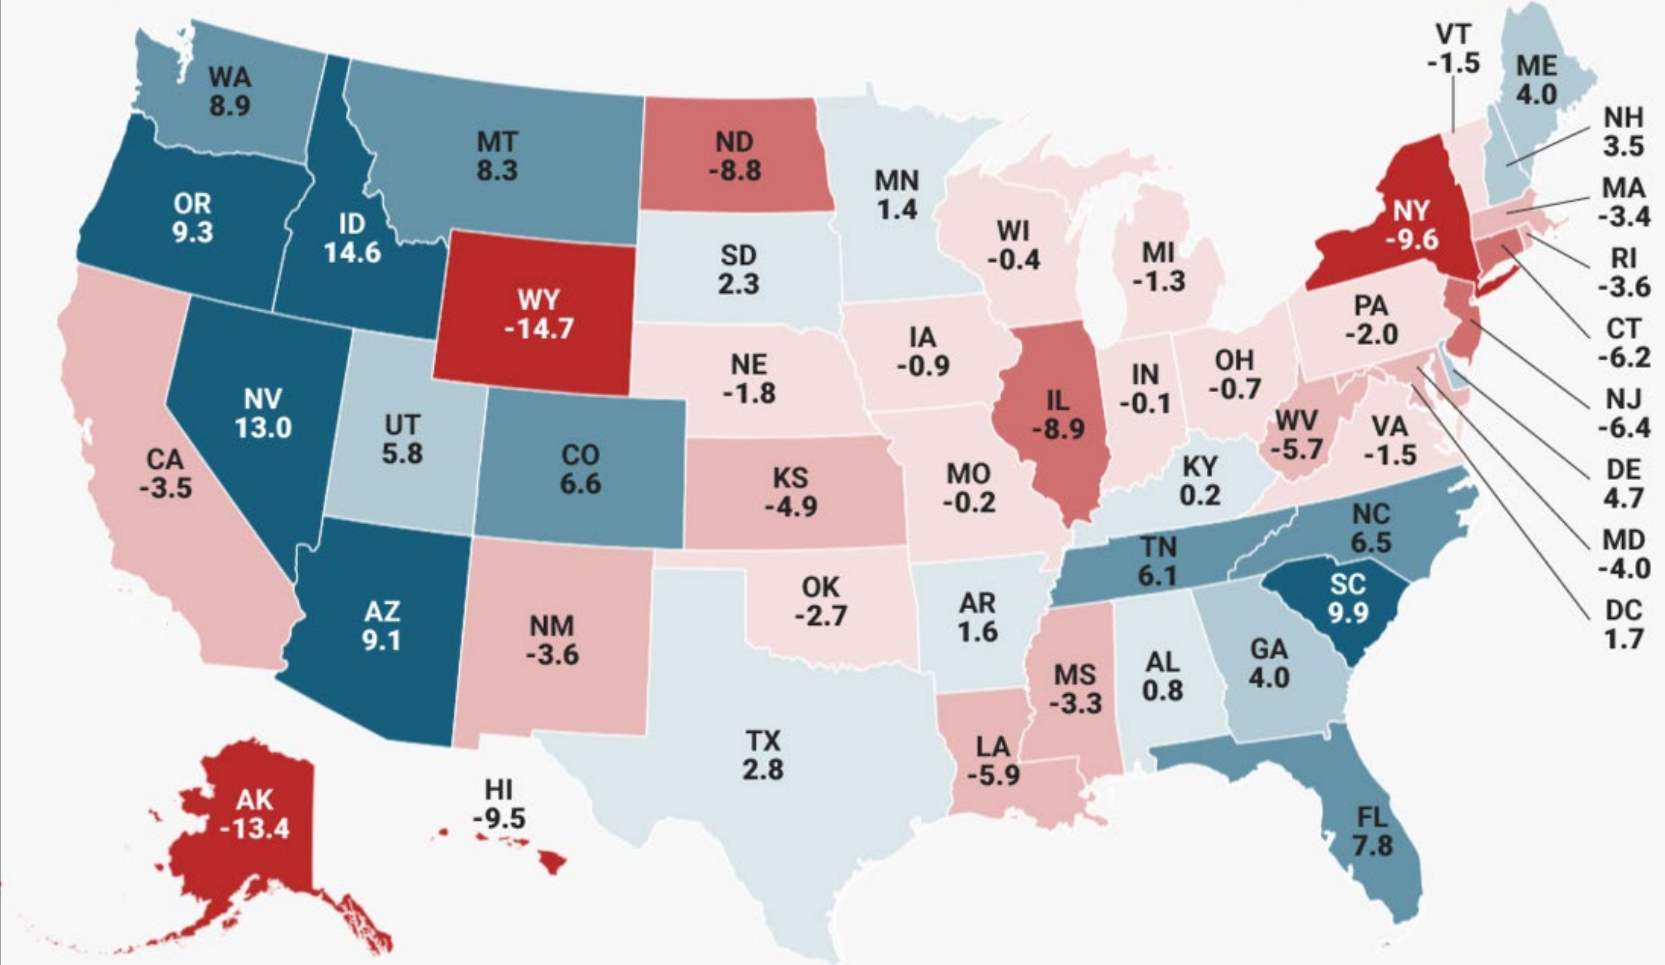 VT
-1.5
ME
4.0
WA
8.9
NH
3.5
MT
8.3
ND
-8.8
MN
1.4
MA
-3.4
OR
9.3
ID
14.6
NY
-9.6
WI
-0.4
MI
-1.3
SD
2.3
RI
-3.6
WY
-14.7
PA
-2.0
CT
-6.2
IA
-0.9
NE
-1.8
OH
-0.7
IN
-0.1
NV
13.0
NJ
-6.4
IL
-8.9
UT
5.8
WV
-5.7
VA
-1.5
CO
6.6
CA
-3.5
KY
0.2
DE
4.7
MO
-0.2
KS
-4.9
NC
6.5
MD
-4.0
TN
6.1
SC
9.9
OK
-2.7
AR
1.6
AZ
9.1
DC
1.7
NM
-3.6
GA
4.0
AL
0.8
MS
-3.3
TX
2.8
LA
-5.9
HI
-9.5
AK
-13.4
FL
7.8